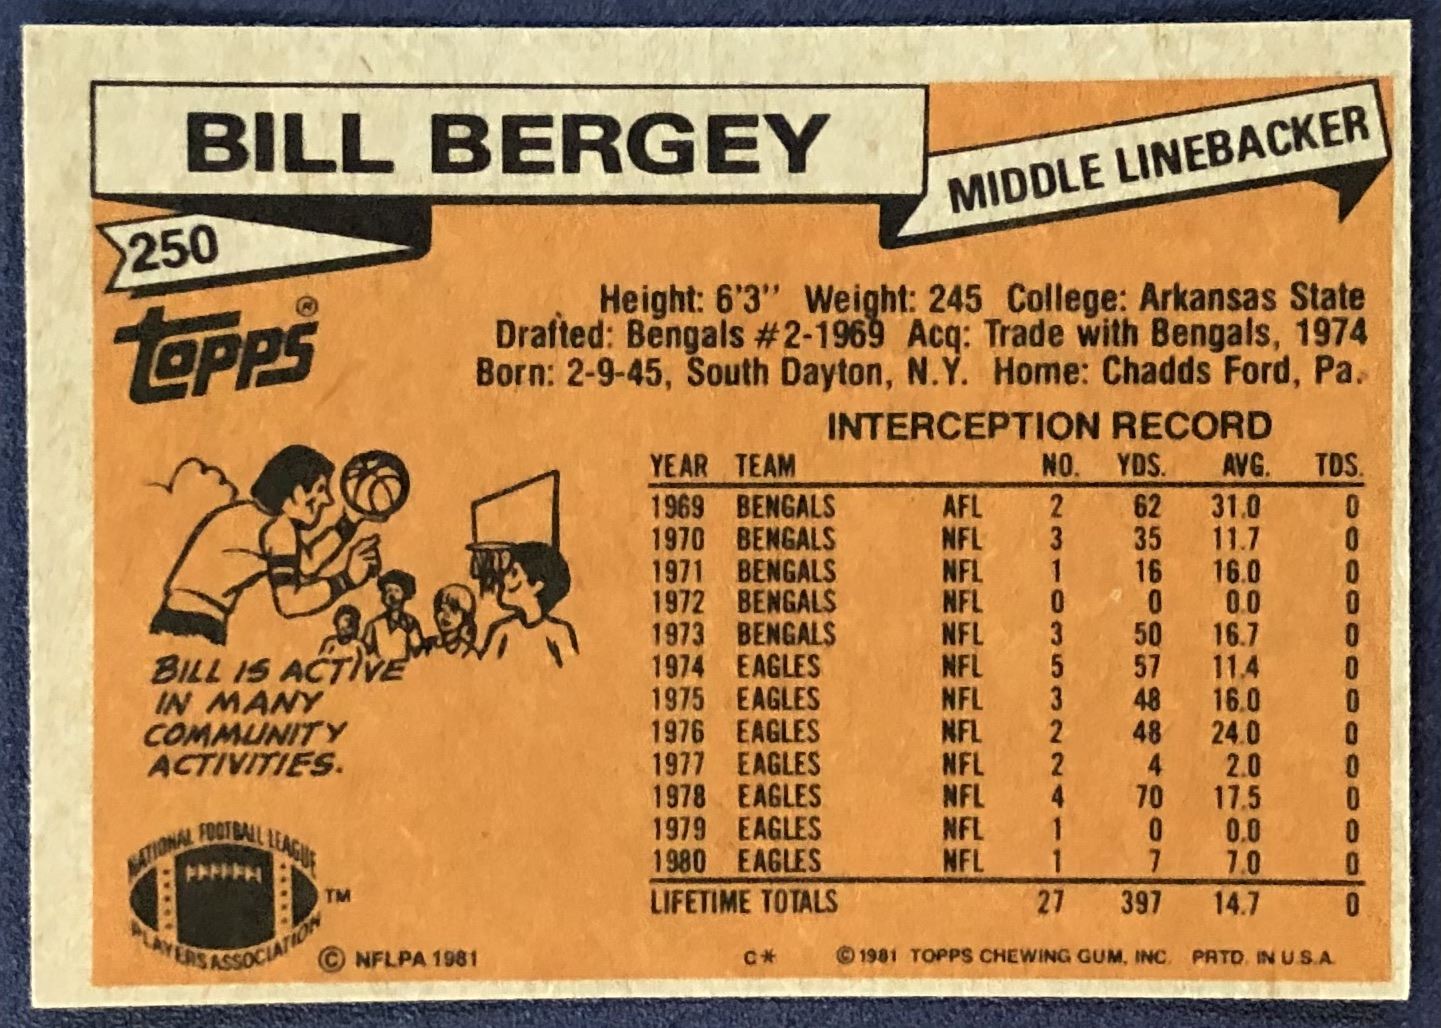 BILL BERGEY
MIDDLE LINEBACKER
250
TOPPS®
Height: 6'3" Weight: 245 College: Arkansas State
Drafted: Bengals #2-1969 Acq: Trade with Bengals, 1974
Born: 2-9-45, South Dayton, N.Y. Home: Chadds Ford, Pa.
INTERCEPTION RECORD
YEAR TEAM NO. YDS. AVG. TDS.
1969 BENGALS AFL 2 62 31.0 0
1970 BENGALS NFL 3 35 11.7 0
1971 BENGALS NFL 1 16 16.0 0
1972 BENGALS NFL 0 0 0.0 0
1973 BENGALS NFL 3 50 16.7 0
1974 EAGLES NFL 5 57 11.4 0
1975 EAGLES NFL 3 48 16.0 0
1976 EAGLES NFL 2 48 24.0 0
1977 EAGLES NFL 2 4 2.0 0
1978 EAGLES NFL 4 70 17.5 0
1979 EAGLES NFL 1 0 0.0 0
1980 EAGLES NFL 1 7 7.0 0
LIFETIME TOTALS 27 397 14.7 0
BILL IS ACTIVE
IN MANY
COMMUNITY
ACTIVITIES.
NATIONAL FOOTBALL LEAGUE
PLAYERS ASSOCIATION
TM
© NFLPA 1981
C* © 1981 TOPPS CHEWING GUM, INC. PRTD. IN U.S.A.